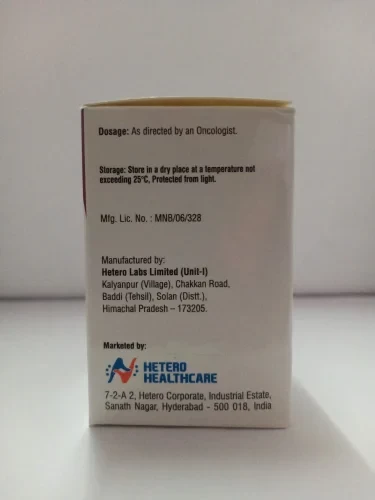 Dosage: As directed by an Oncologist.
Storage: Store in a dry place at a temperature not
exceeding 25°C, Protected from light.
Mfg. Lic. No. : MNB/06/328
Manufactured by:
Hetero Labs Limited (Unit-I)
Kalyanpur (Village), Chakkan Road,
Baddi (Tehsil), Solan (Distt.),
Himachal Pradesh – 173205.
Marketed by:
HETERO
HEALTHCARE
7-2-A 2, Hetero Corporate, Industrial Estate,
Sanath Nagar, Hyderabad - 500 018, India